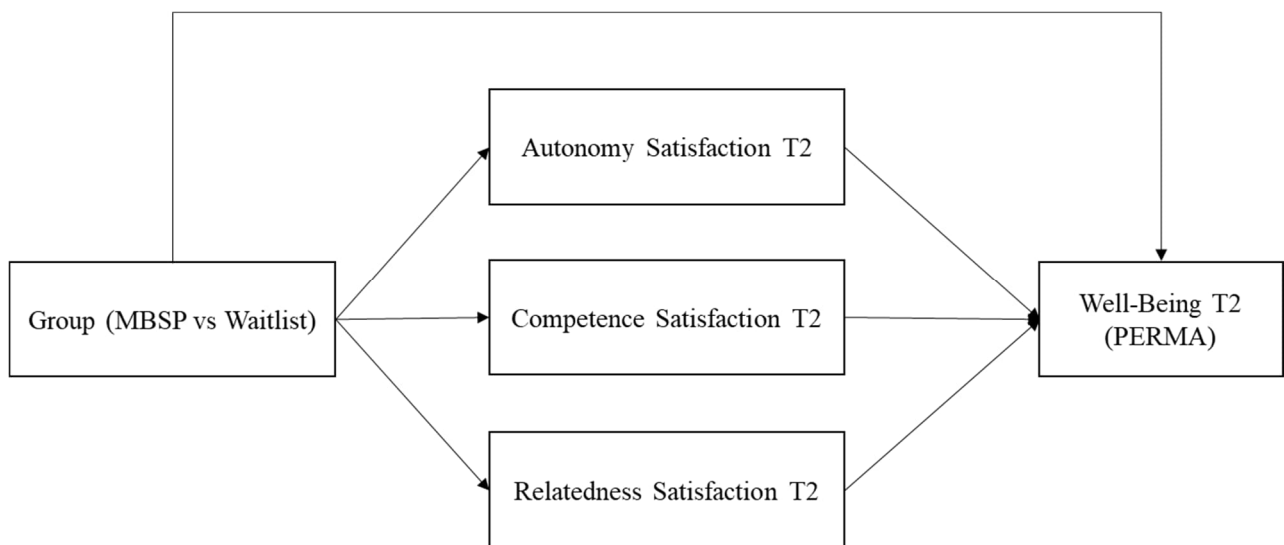 Autonomy Satisfaction T2
Group (MBSP vs Waitlist)
Competence Satisfaction T2
Well-Being T2
(PERMA)
Relatedness Satisfaction T2